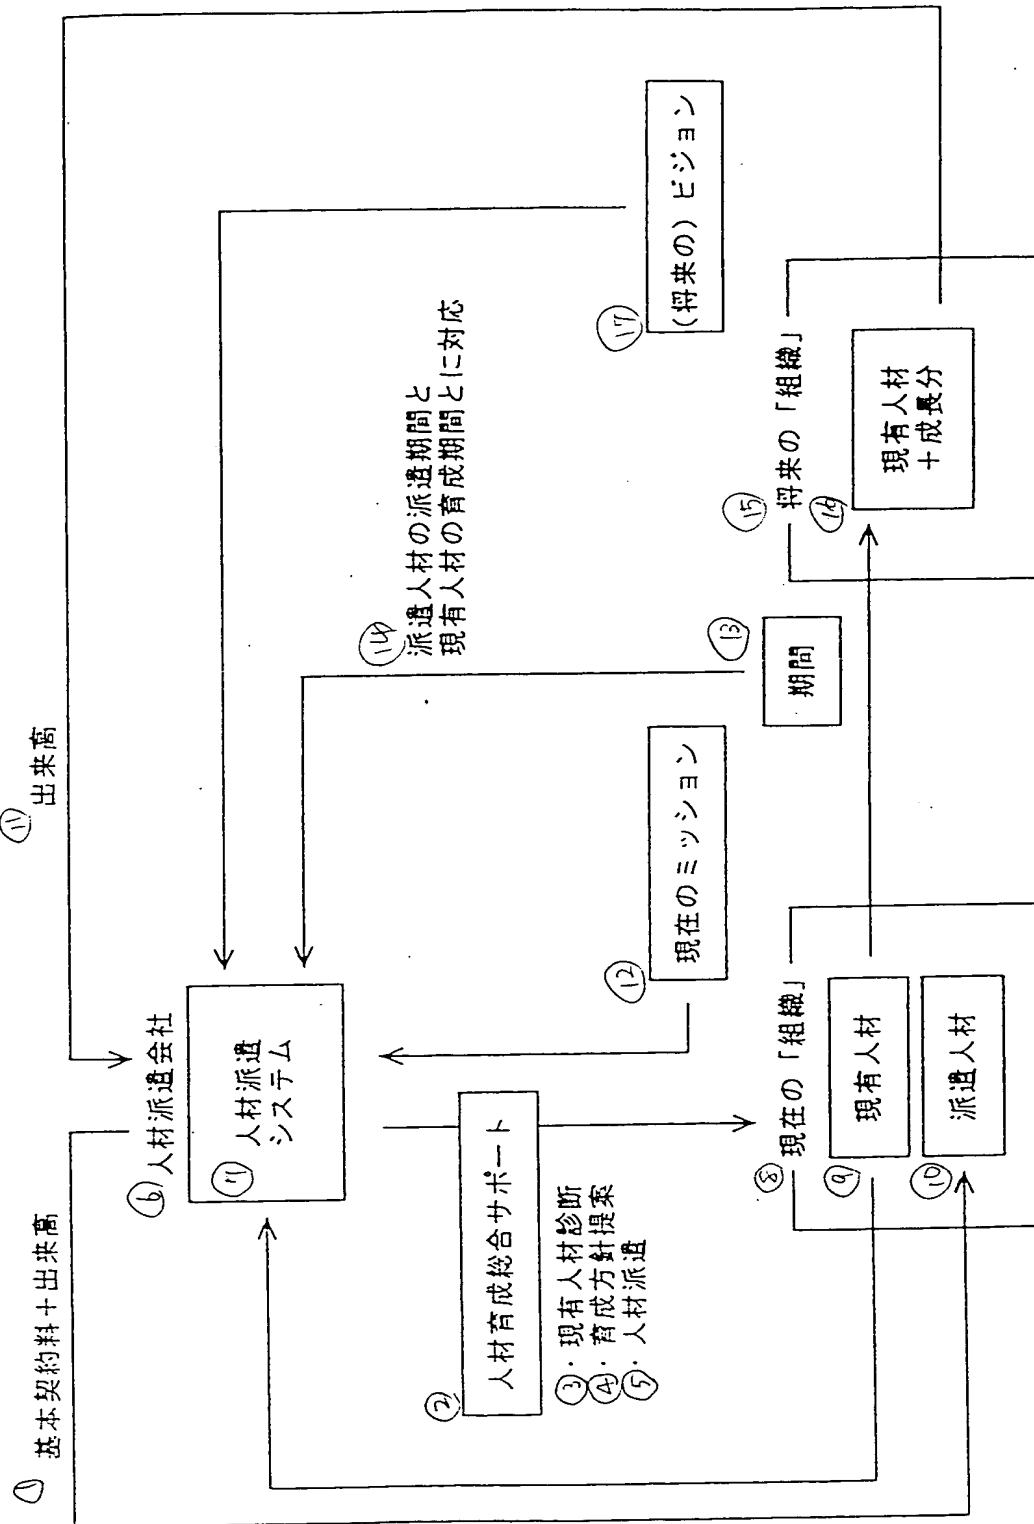 ① 基本契約料+出来高
⑪ 出来高
⑥ 人材派遣会社
⑦ 人材派遣
システム
② 人材育成総合サポート
③・現有人材診断
④・育成方針提案
⑤・人材派遣
⑫ 現在のミッション
⑭ 派遣人材の派遣期間と
現有人材の育成期間とに対応
⑬ 期間
⑰ (将来の)ビジョン
⑧ 現在の「組織」
⑨ 現有人材
⑩ 派遣人材
⑮ 将来の「組織」
⑯ 現有人材
+成長分